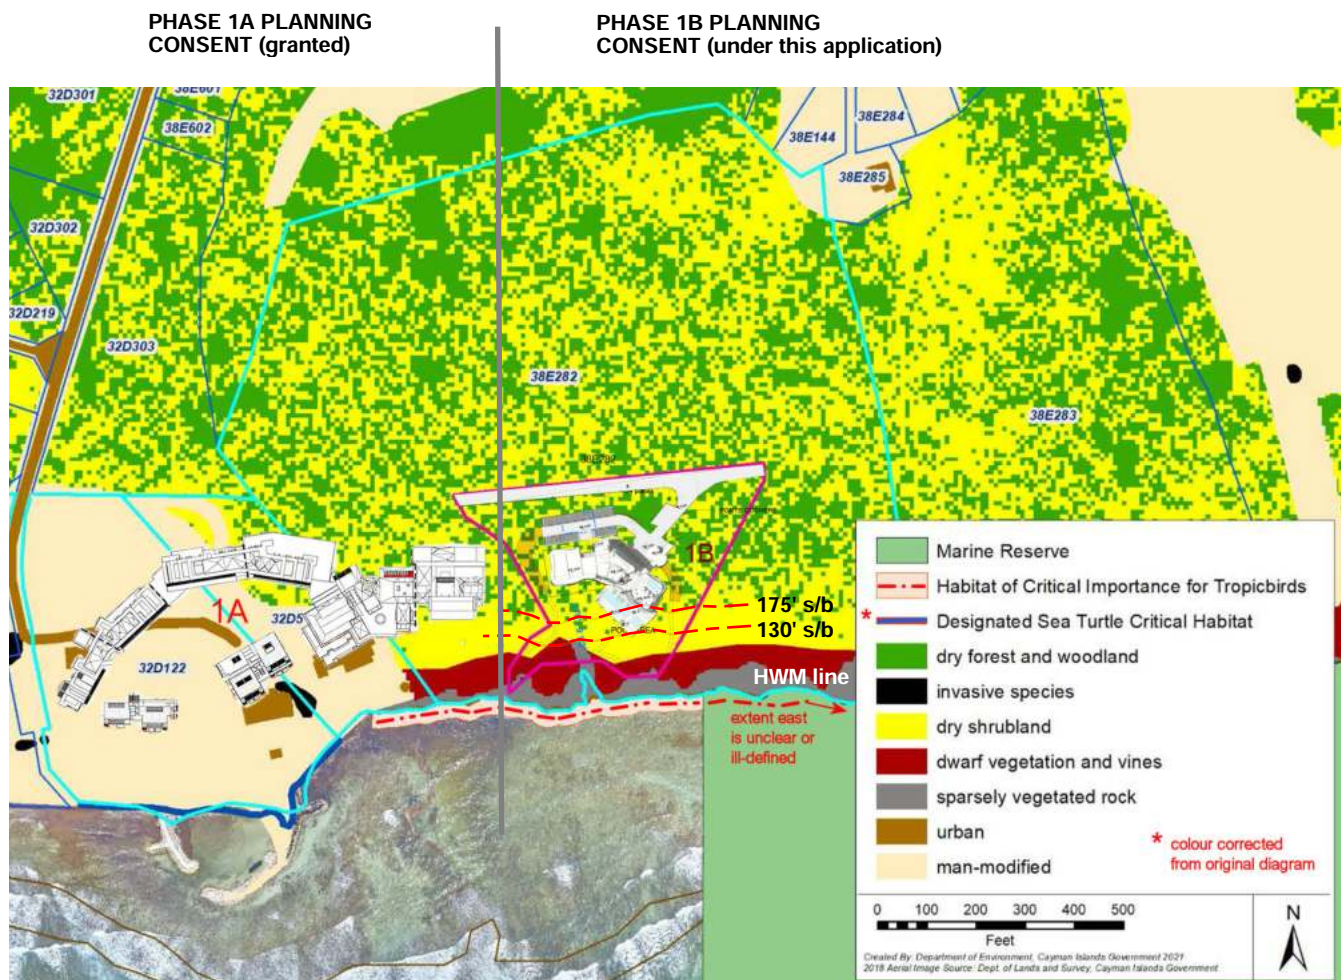 PHASE 1A PLANNING
CONSENT (granted)
PHASE 1B PLANNING
CONSENT (under this application)
32D301
38E601
38E602
38E144
38E284
38E285
32D302
32D219
32D303
38E282
38E283
38E282
1B
1A
32D5
32D122
175' s/b
130' s/b
HWM line
extent east
is unclear or
ill-defined
Marine Reserve
Habitat of Critical Importance for Tropicbirds
* Designated Sea Turtle Critical Habitat
dry forest and woodland
invasive species
dry shrubland
dwarf vegetation and vines
sparsely vegetated rock
urban
man-modified
* colour corrected
from original diagram
0 100 200 300 400 500
Feet
N
Created By: Department of Environment, Cayman Islands Government 2021
2018 Aerial Image Source: Dept. of Lands and Survey, Cayman Islands Government